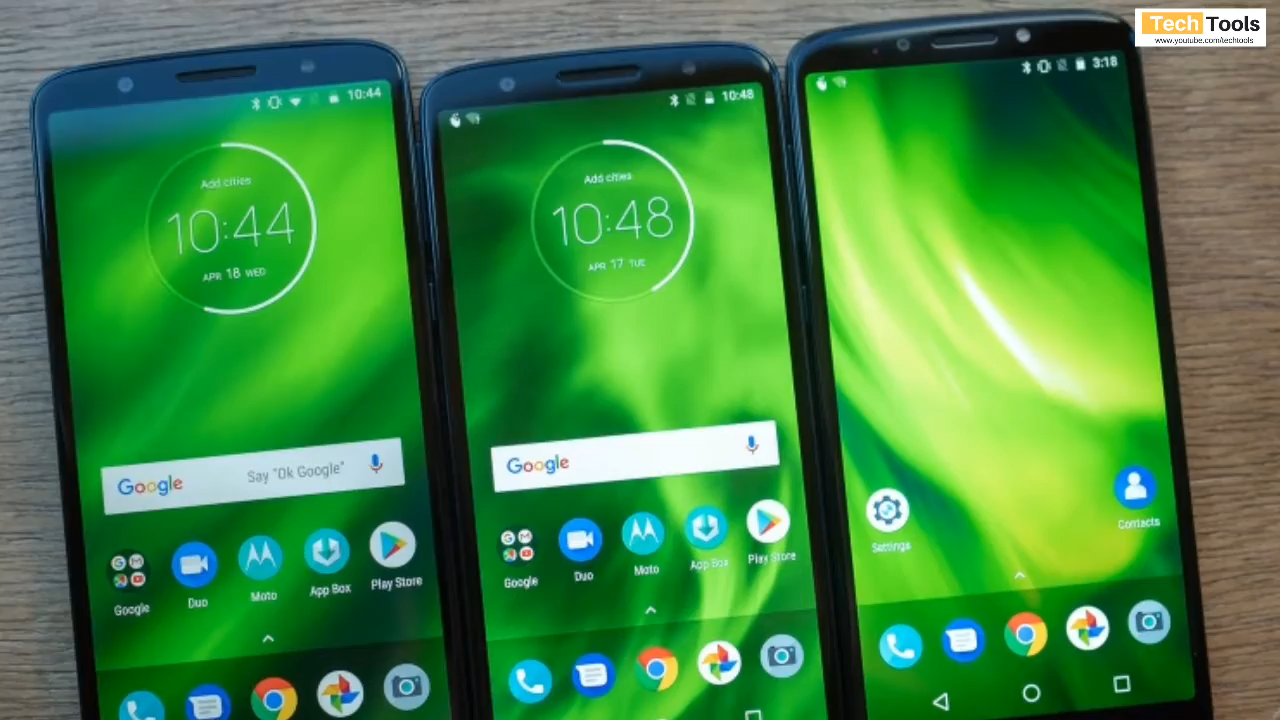 Tech Tools
www.youtube.com/techtools
10:44
Add cities
10:44
APR 18 WED
Google Say "Ok Google"
Google
Duo
Moto
App Box
Play Store
10:48
Add cities
10:48
APR 17 TUE
Google
Google
Duo
Moto
App Box
Play Store
3:18
Settings
Contacts